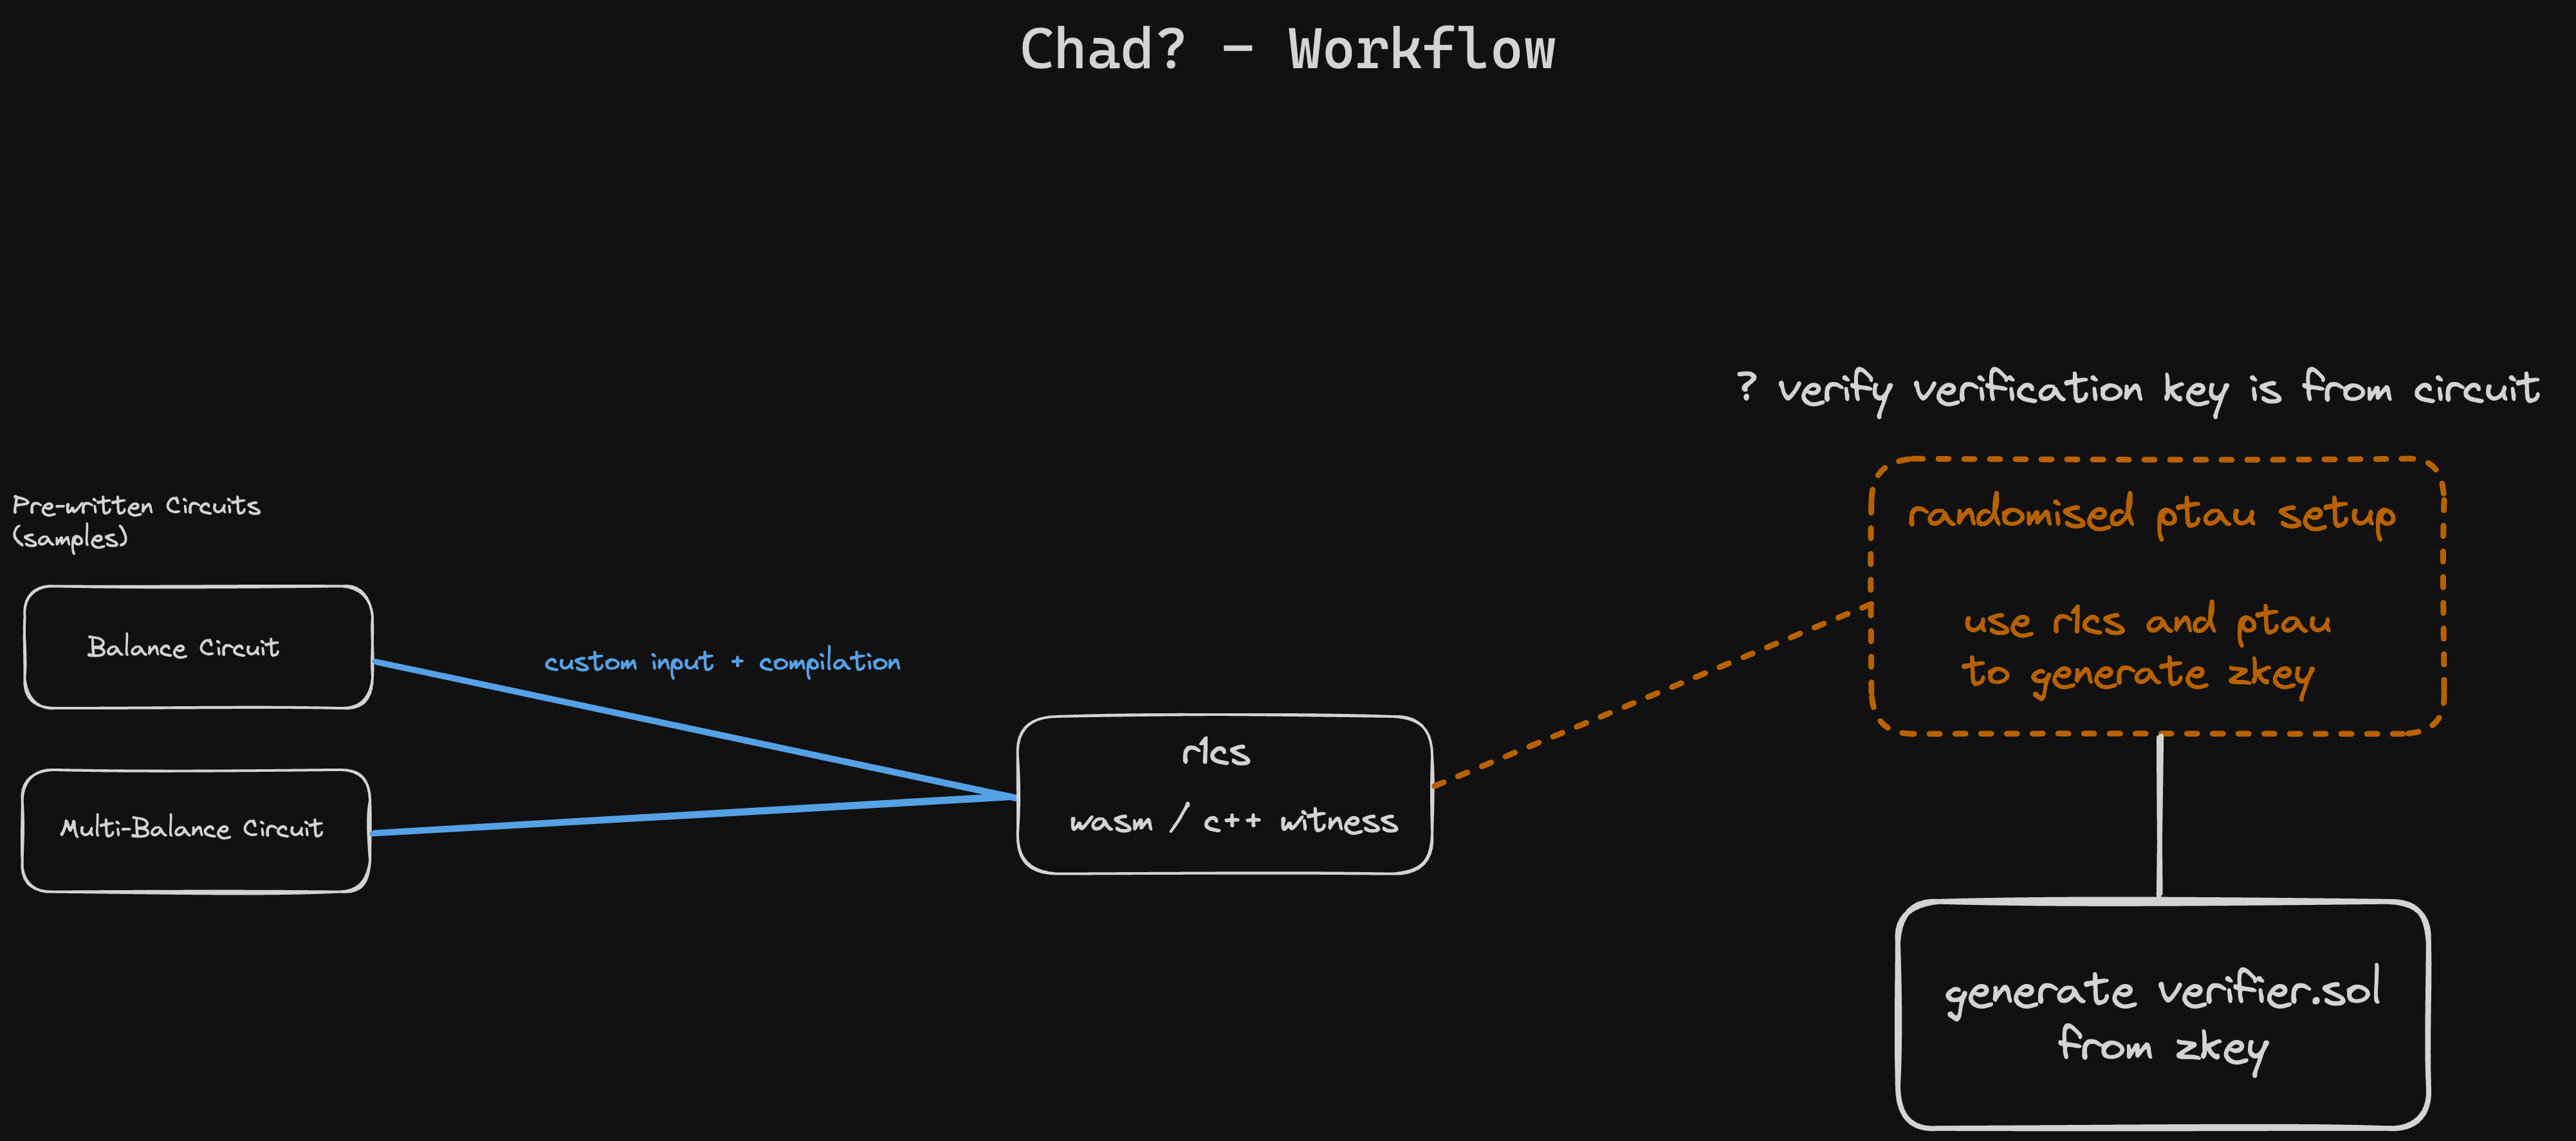 Chad? - Workflow
? verify verification key is from circuit
Pre-written Circuits
(samples)
Balance Circuit
Multi-Balance Circuit
custom input + compilation
r1cs
wasm / c++ witness
randomised ptau setup
use r1cs and ptau
to generate zkey
generate verifier.sol
from zkey